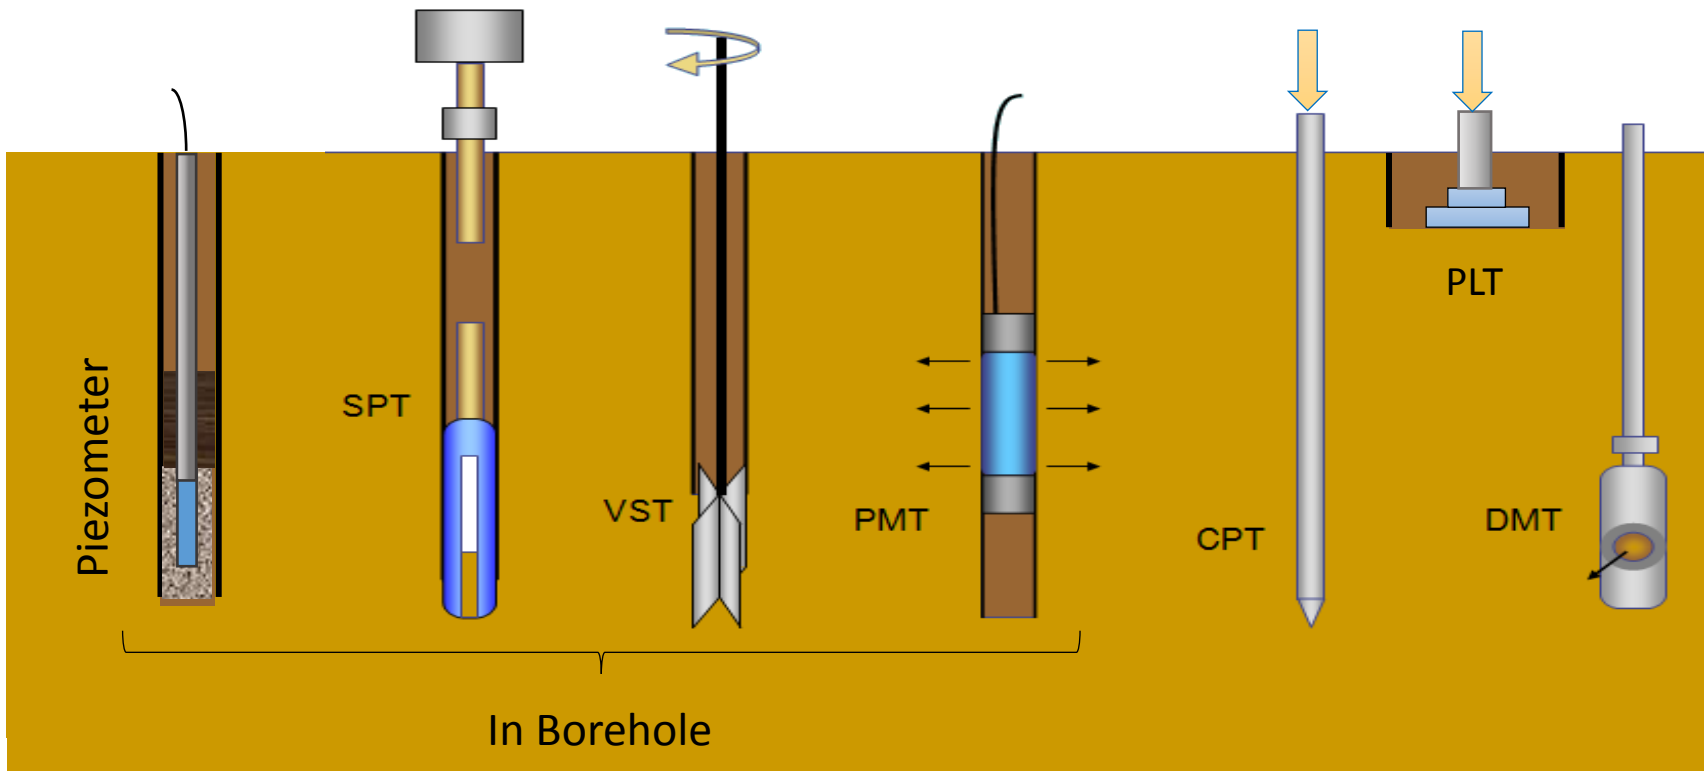 Piezometer
SPT
VST
PMT
CPT
PLT
DMT
In Borehole